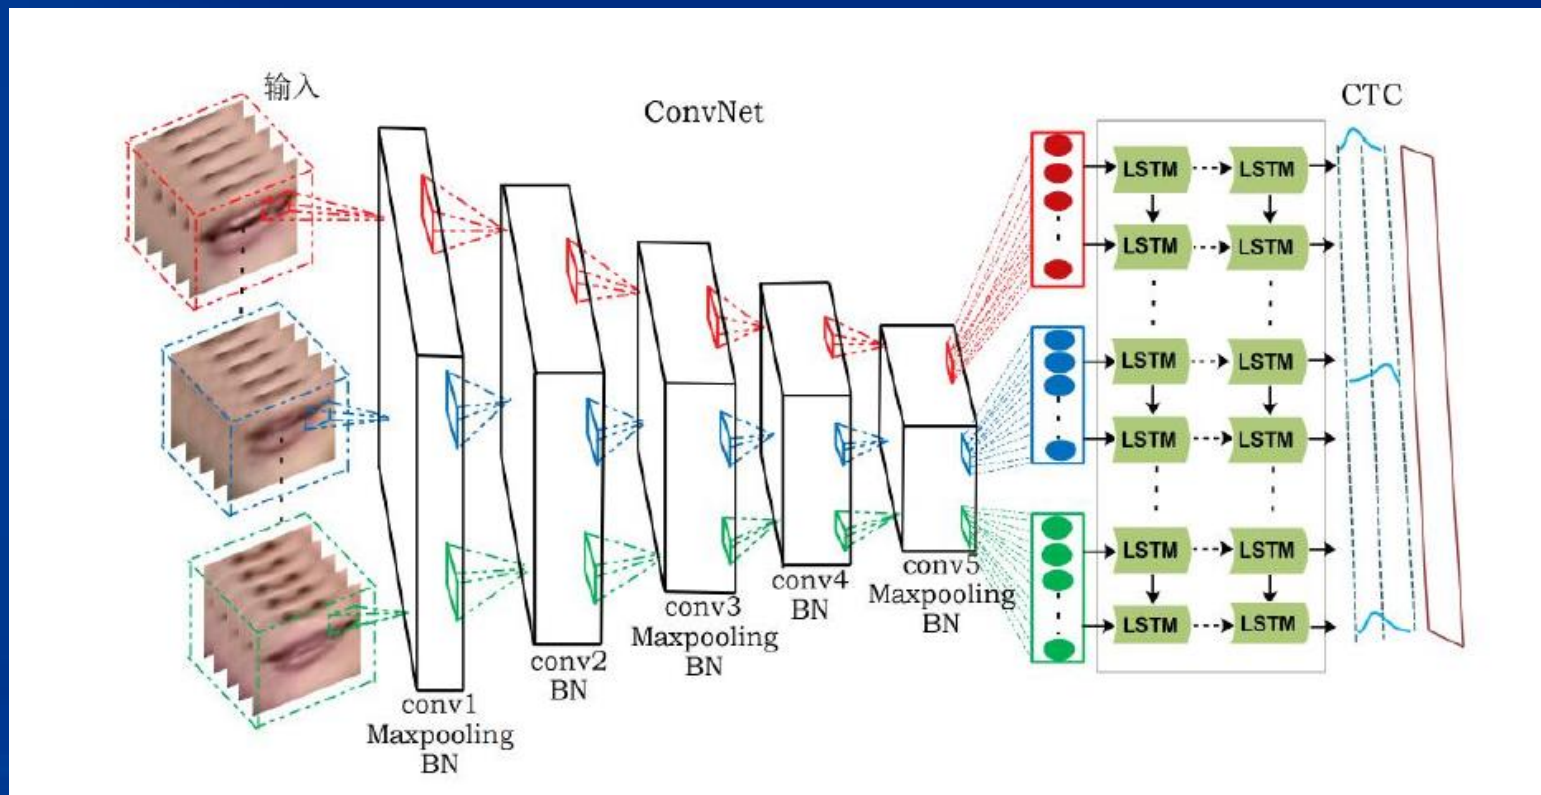 输入
ConvNet
CTC
conv1
Maxpooling
BN
conv2
BN
conv3
Maxpooling
BN
conv4
BN
conv5
Maxpooling
BN
LSTM LSTM
LSTM LSTM
LSTM LSTM
LSTM LSTM
LSTM LSTM
LSTM LSTM